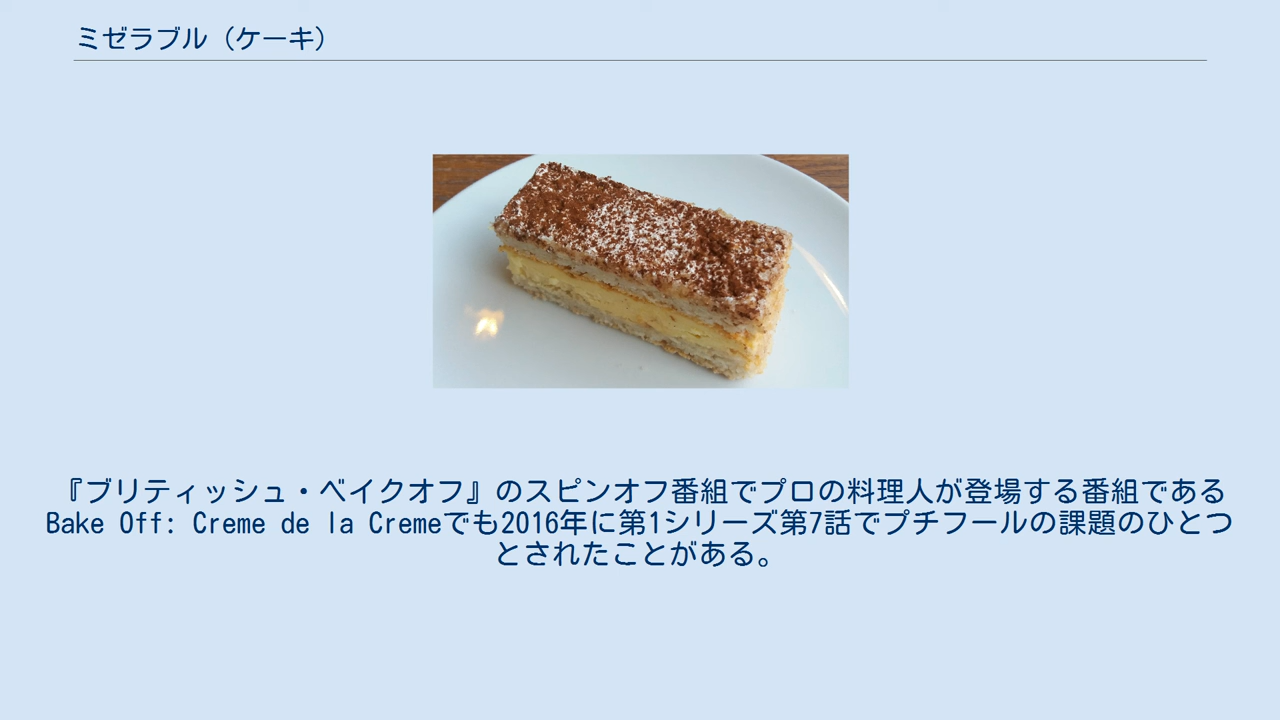 ミゼラブル（ケーキ）
『ブリティッシュ・ベイクオフ』のスピンオフ番組でプロの料理人が登場する番組である
Bake Off: Creme de la Cremeでも2016年に第1シリーズ第7話でプチフールの課題のひとつ
とされたことがある。